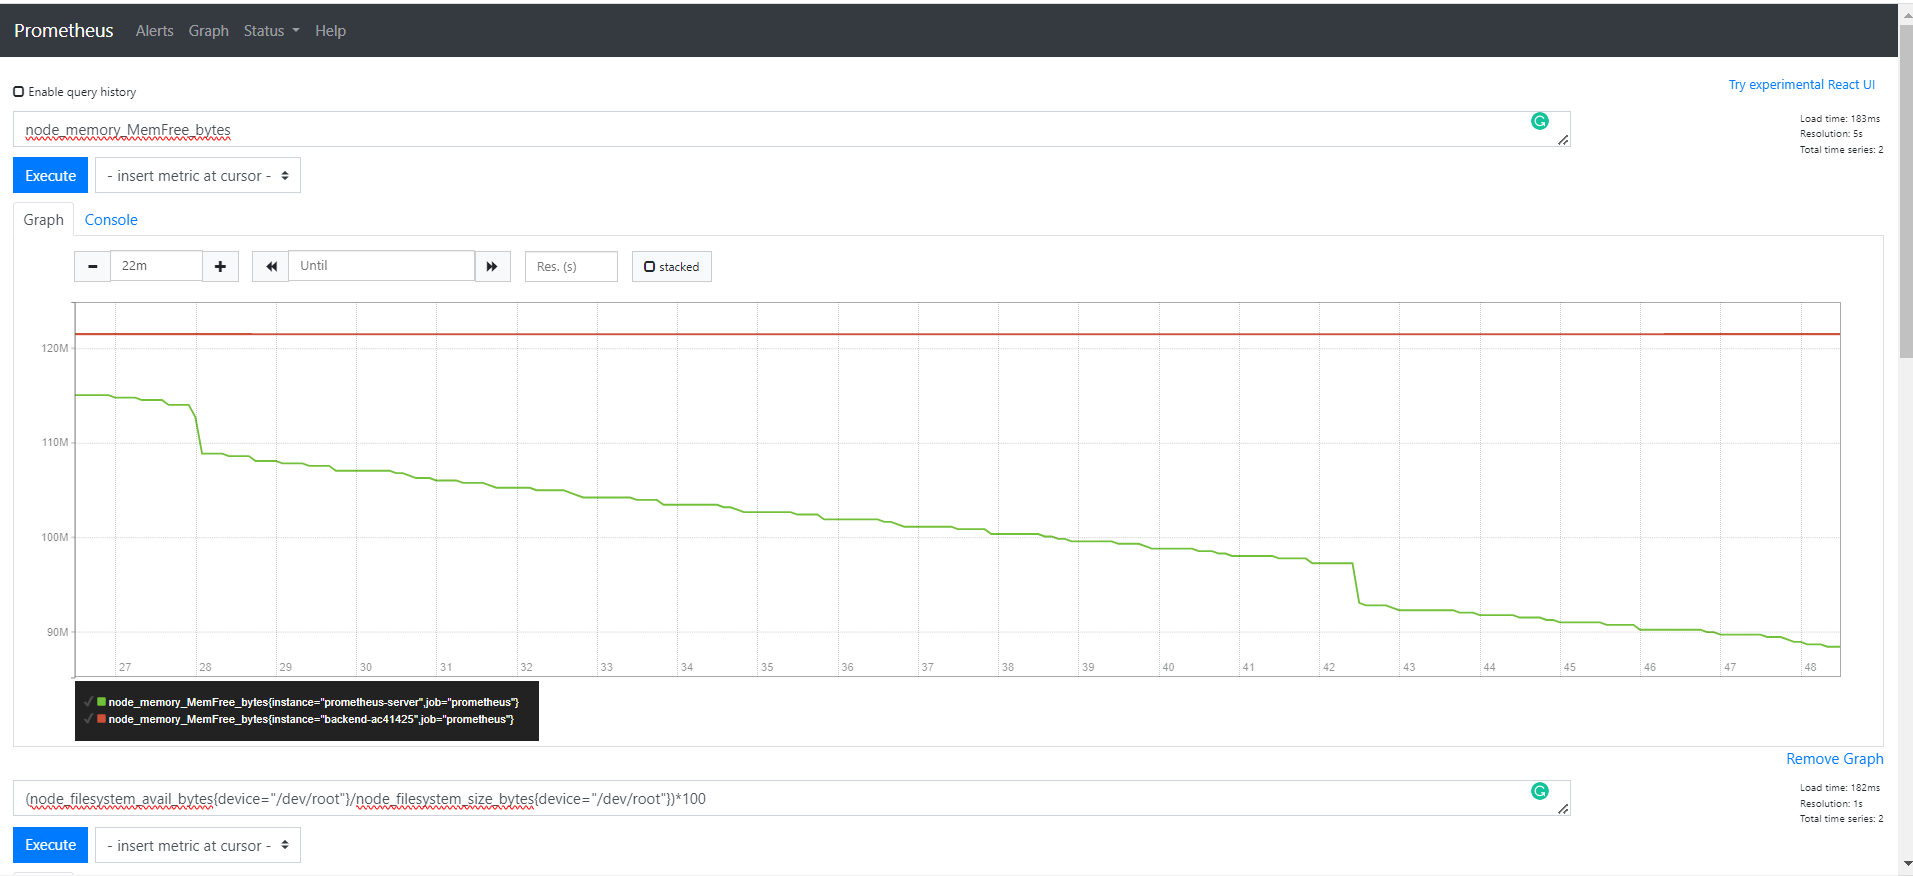 Prometheus Alerts Graph Status Help
Enable query history
Try experimental React UI
node_memory_MemFree_bytes
Load time: 183ms
Resolution: 5s
Total time series: 2
Execute - insert metric at cursor -
Graph Console
22m Until Res. (s) stacked
120M
110M
100M
90M
27 28 29 30 31 32 33 34 35 36 37 38 39 40 41 42 43 44 45 46 47 48
node_memory_MemFree_bytes{instance="prometheus-server",job="prometheus"}
node_memory_MemFree_bytes{instance="backend-ac41425",job="prometheus"}
Remove Graph
(node_filesystem_avail_bytes{device="/dev/root"}/node_filesystem_size_bytes{device="/dev/root"})*100
Load time: 182ms
Resolution: 1s
Total time series: 2
Execute - insert metric at cursor -